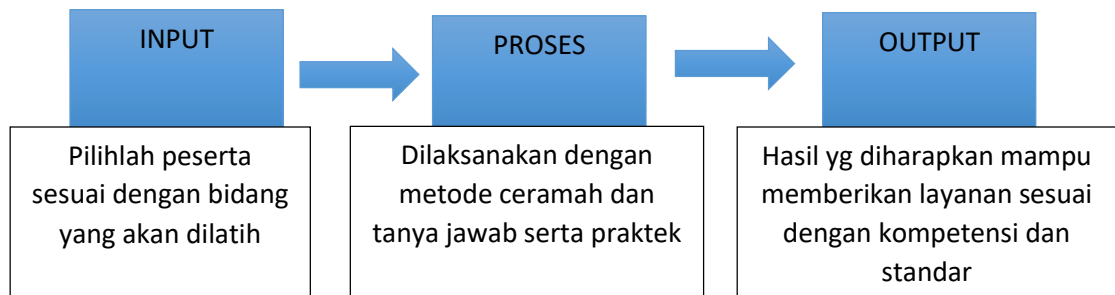 INPUT
Pilihlah peserta
sesuai dengan bidang
yang akan dilatih
PROSES
Dilaksanakan dengan
metode ceramah dan
tanya jawab serta praktek
OUTPUT
Hasil yg diharapkan mampu
memberikan layanan sesuai
dengan kompetensi dan
standar